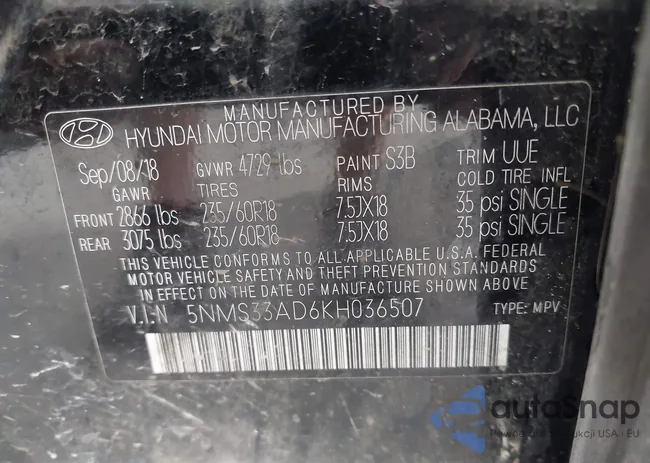 MANUFACTURED BY
HYUNDAI MOTOR MANUFACTURING ALABAMA, LLC
Sep/08/18 GVWR 4729 lbs PAINT S3B TRIM UUE
GAWR TIRES RIMS COLD TIRE INFL
FRONT 2866 lbs 235/60R18 7.5JX18 35 psi SINGLE
REAR 3075 lbs 235/60R18 7.5JX18 35 psi SINGLE
THIS VEHICLE CONFORMS TO ALL APPLICABLE U.S.A. FEDERAL
MOTOR VEHICLE SAFETY AND THEFT PREVENTION STANDARDS
IN EFFECT ON THE DATE OF MANUFACTURE SHOWN ABOVE
V.I.N 5NMS33AD6KH036507 TYPE: MPV
autoSnap
USA - EU